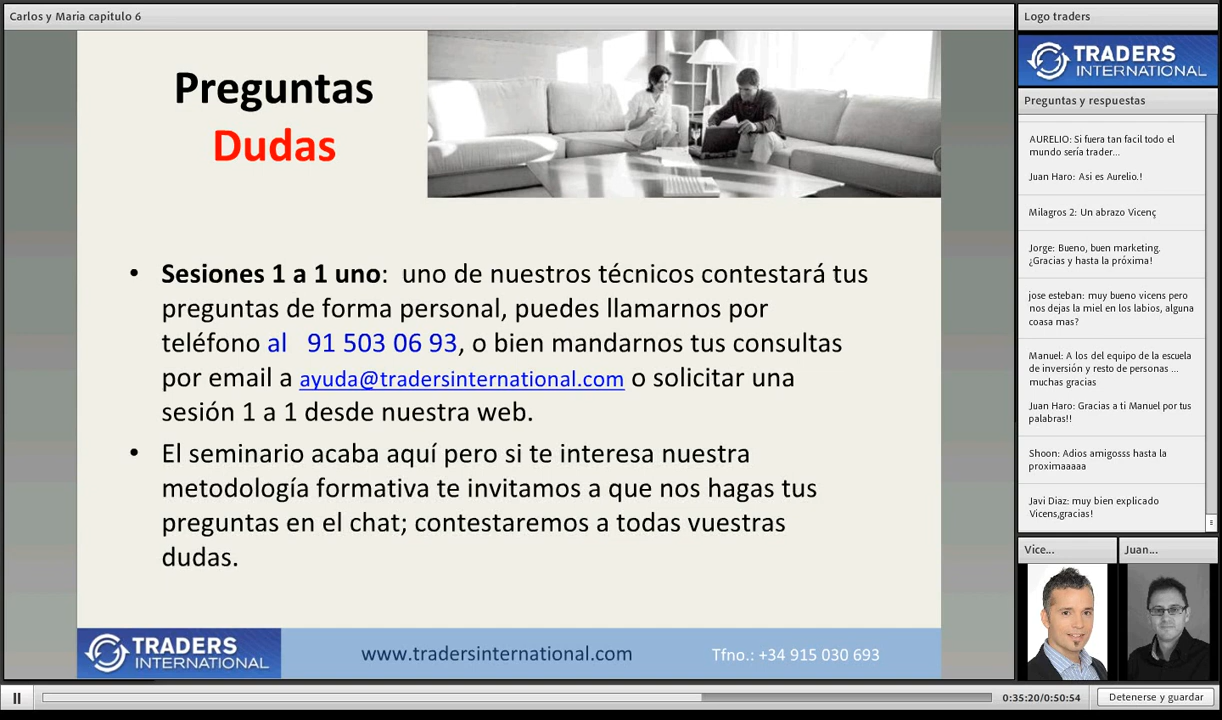 Carlos y Maria capitulo 6
Preguntas
Dudas
• Sesiones 1 a 1 uno: uno de nuestros técnicos contestará tus
preguntas de forma personal, puedes llamarnos por
teléfono al 91 503 06 93, o bien mandarnos tus consultas
por email a ayuda@tradersinternational.com o solicitar una
sesión 1 a 1 desde nuestra web.
• El seminario acaba aquí pero si te interesa nuestra
metodología formativa te invitamos a que nos hagas tus
preguntas en el chat; contestaremos a todas vuestras
dudas.
TRADERS
INTERNATIONAL
www.tradersinternational.com
Tfno.: +34 915 030 693
Logo traders
TRADERS
INTERNATIONAL
Preguntas y respuestas
AURELIO: Si fuera tan facil todo el
mundo sería trader...
Juan Haro: Asi es Aurelio.!
Milagros 2: Un abrazo Vicenç
Jorge: Bueno, buen marketing.
¿Gracias y hasta la próxima!
jose esteban: muy bueno vicens pero
nos dejas la miel en los labios, alguna
coasa mas?
Manuel: A los del equipo de la escuela
de inversión y resto de personas ...
muchas gracias
Juan Haro: Gracias a ti Manuel por tus
palabras!!
Shoon: Adios amigosss hasta la
proximaaaaa
Javi Diaz: muy bien explicado
Vicens,gracias!
Vice...
Juan...
0:35:20/0:50:54
Detenerse y guardar